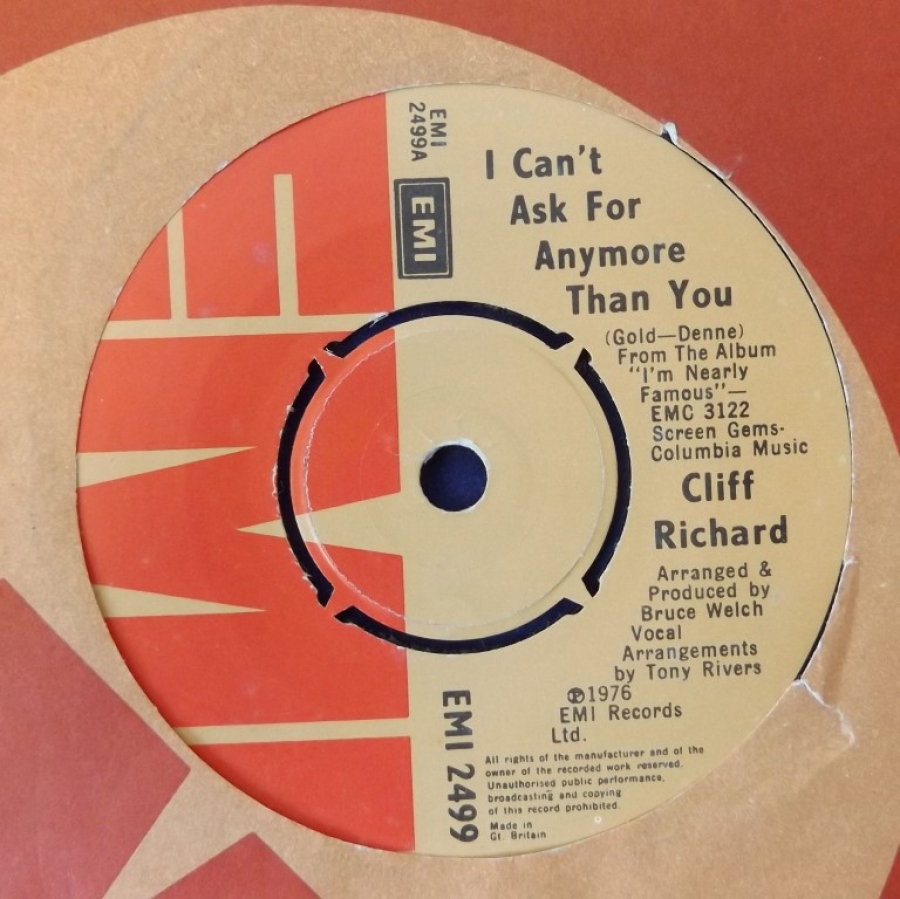 EMI
2499A
EMI
I Can't
Ask For
Anymore
Than You
(Gold—Denne)
From The Album
"I'm Nearly
Famous"—
EMC 3122
Screen Gems-
Columbia Music
Cliff
Richard
Arranged &
Produced by
Bruce Welch
Vocal
Arrangements
by Tony Rivers
℗1976
EMI Records
Ltd.
EMI 2499
All rights of the manufacturer and of the
owner of the recorded work reserved.
Unauthorised public performance,
broadcasting and copying
of this record prohibited.
Made in
Gt. Britain
EMI